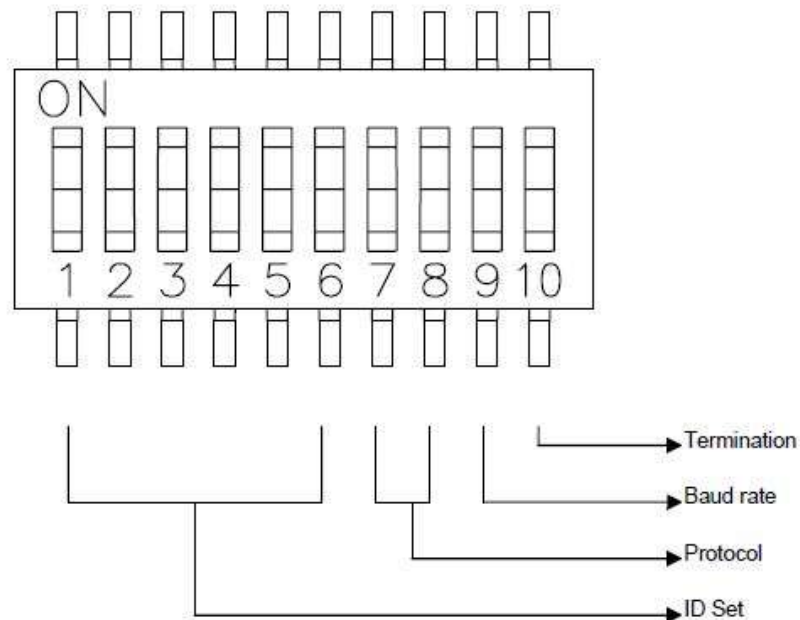 ON
1 2 3 4 5 6 7 8 9 10
Termination
Baud rate
Protocol
ID Set